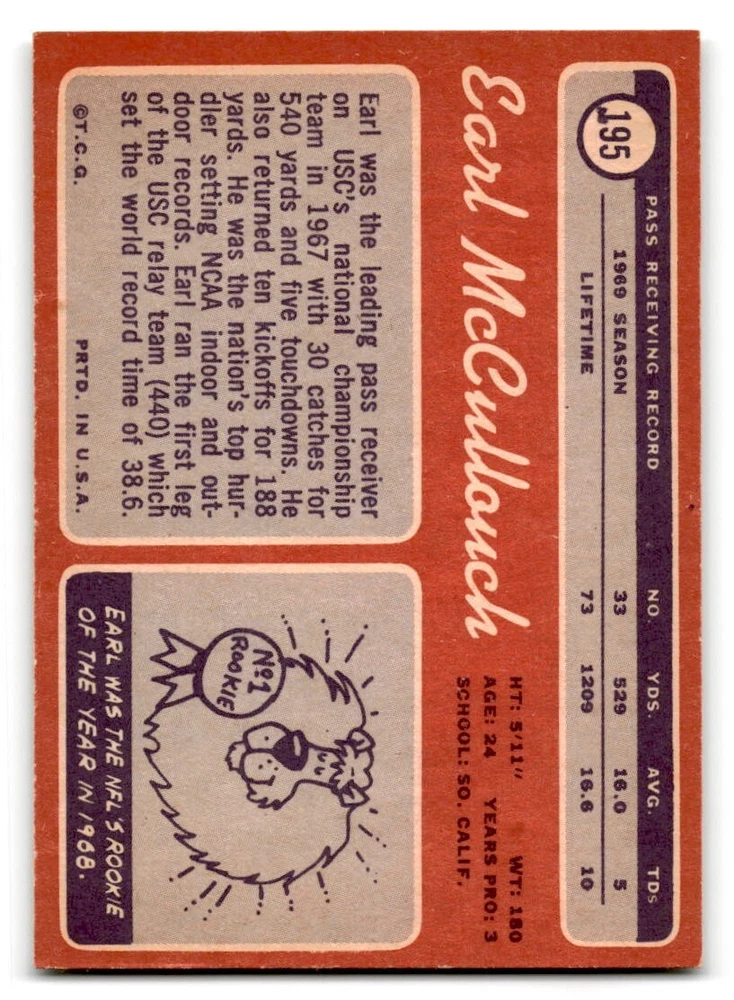 195
PASS RECEIVING RECORD NO. YDS. AVG. TDs
1969 SEASON 33 529 16.0 5
LIFETIME 73 1209 16.6 10
Earl McCullouch
HT: 5'11" WT: 180
AGE: 24 YEARS PRO: 3
SCHOOL: SO. CALIF.
Earl was the leading pass receiver
on USC's national championship
team in 1967 with 30 catches for
540 yards and five touchdowns. He
also returned ten kickoffs for 188
yards. He was the nation's top hur-
dler setting NCAA indoor and out-
door records. Earl ran the first leg
of the USC relay team (440) which
set the world record time of 38.6.
©T.C.G. PRTD. IN U.S.A.
Nº1
ROOKIE
EARL WAS THE NFL'S ROOKIE
OF THE YEAR IN 1968.